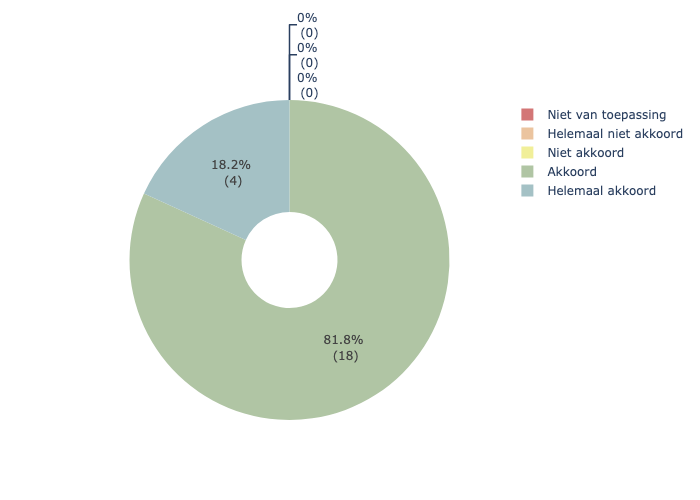 0%
(0)
0%
(0)
0%
(0)
18.2%
(4)
81.8%
(18)
Niet van toepassing
Helemaal niet akkoord
Niet akkoord
Akkoord
Helemaal akkoord